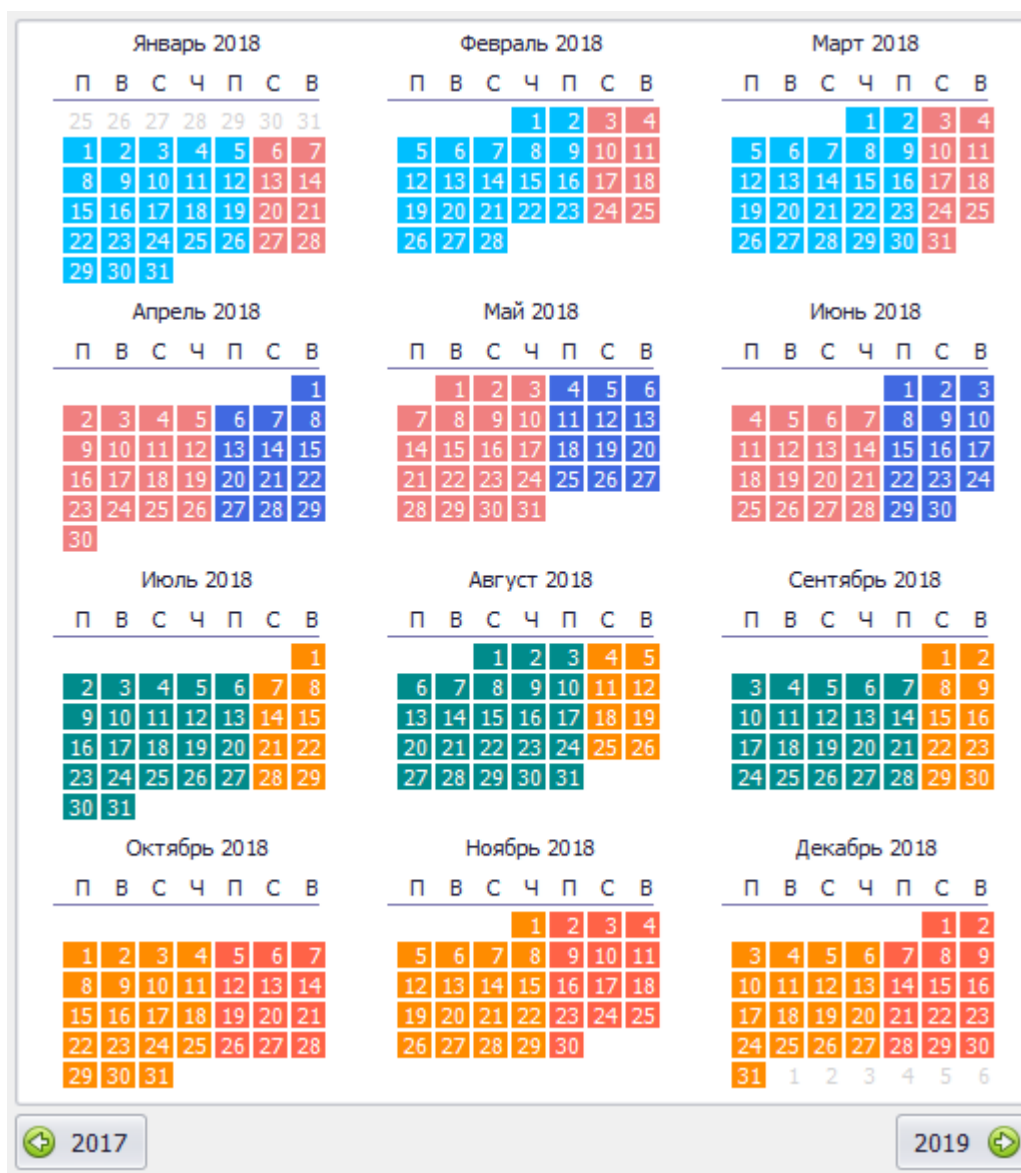 Январь 2018 Февраль 2018 Март 2018
П В С Ч П С В П В С Ч П С В П В С Ч П С В
25 26 27 28 29 30 31 1 2 3 4 1 2 3 4
1 2 3 4 5 6 7 5 6 7 8 9 10 11 5 6 7 8 9 10 11
8 9 10 11 12 13 14 12 13 14 15 16 17 18 12 13 14 15 16 17 18
15 16 17 18 19 20 21 19 20 21 22 23 24 25 19 20 21 22 23 24 25
22 23 24 25 26 27 28 26 27 28 26 27 28 29 30 31
29 30 31
Апрель 2018 Май 2018 Июнь 2018
П В С Ч П С В П В С Ч П С В П В С Ч П С В
1 1 2 3 4 5 6 1 2 3
2 3 4 5 6 7 8 7 8 9 10 11 12 13 4 5 6 7 8 9 10
9 10 11 12 13 14 15 14 15 16 17 18 19 20 11 12 13 14 15 16 17
16 17 18 19 20 21 22 21 22 23 24 25 26 27 18 19 20 21 22 23 24
23 24 25 26 27 28 29 28 29 30 31 25 26 27 28 29 30
30
Июль 2018 Август 2018 Сентябрь 2018
П В С Ч П С В П В С Ч П С В П В С Ч П С В
1 1 2 3 4 5 1 2
2 3 4 5 6 7 8 6 7 8 9 10 11 12 3 4 5 6 7 8 9
9 10 11 12 13 14 15 13 14 15 16 17 18 19 10 11 12 13 14 15 16
16 17 18 19 20 21 22 20 21 22 23 24 25 26 17 18 19 20 21 22 23
23 24 25 26 27 28 29 27 28 29 30 31 24 25 26 27 28 29 30
30 31
Октябрь 2018 Ноябрь 2018 Декабрь 2018
П В С Ч П С В П В С Ч П С В П В С Ч П С В
1 2 3 4 1 2
1 2 3 4 5 6 7 5 6 7 8 9 10 11 3 4 5 6 7 8 9
8 9 10 11 12 13 14 12 13 14 15 16 17 18 10 11 12 13 14 15 16
15 16 17 18 19 20 21 19 20 21 22 23 24 25 17 18 19 20 21 22 23
22 23 24 25 26 27 28 26 27 28 29 30 24 25 26 27 28 29 30
29 30 31 31 1 2 3 4 5 6
2017 2019